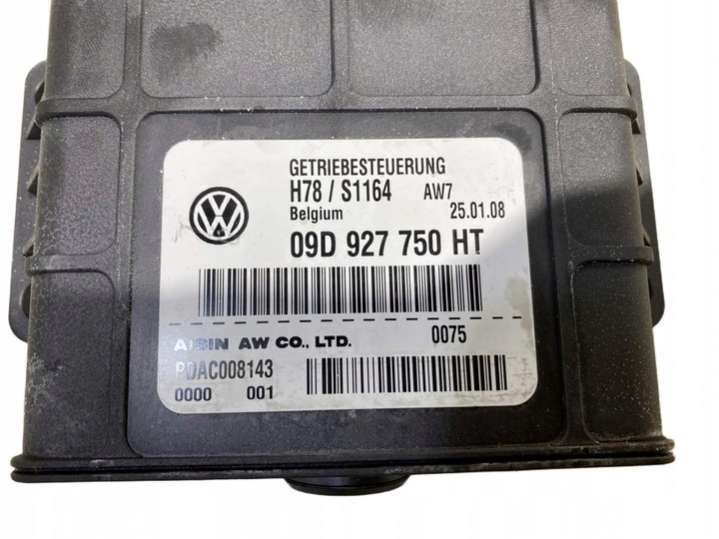 GETRIEBESTEUERUNG
H78 / S1164 AW7
Belgium 25.01.08
09D 927 750 HT
AISIN AW CO., LTD. 0075
PDAC008143
0000 001